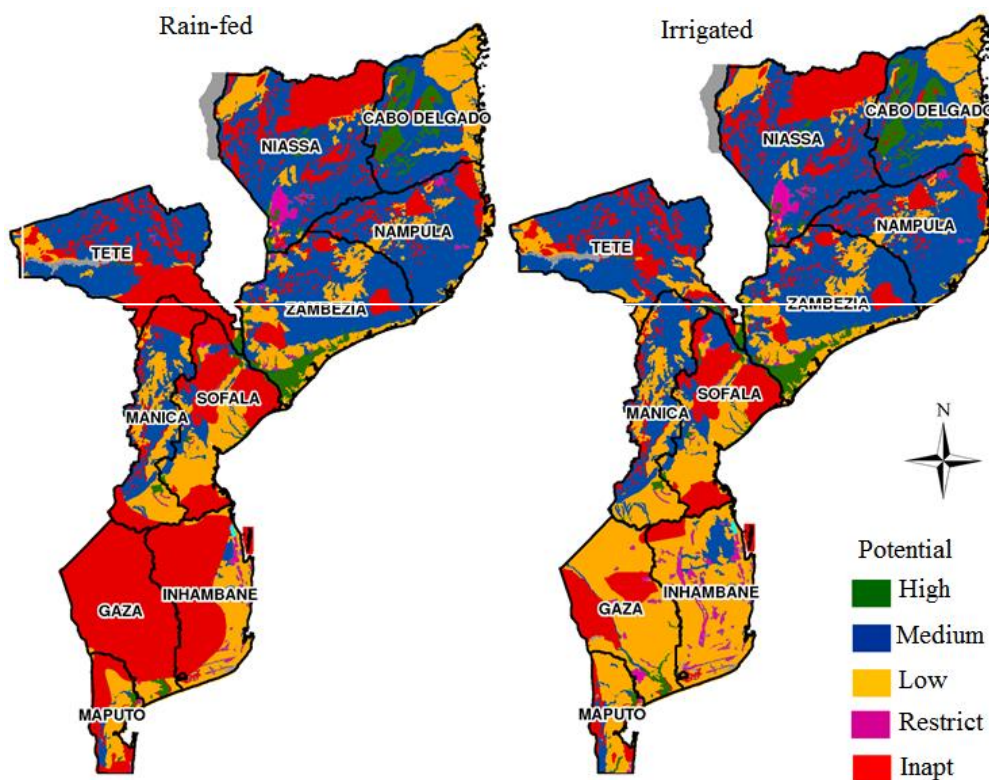 Rain-fed
Irrigated
CABO DELGADO
NIASSA
NAMPULA
TETE
ZAMBEZIA
SOFALA
MANICA
INHAMBANE
GAZA
MAPUTO
CABO DELGADO
NIASSA
NAMPULA
TETE
ZAMBEZIA
SOFALA
MANICA
INHAMBANE
GAZA
MAPUTO
N
Potential
High
Medium
Low
Restrict
Inapt